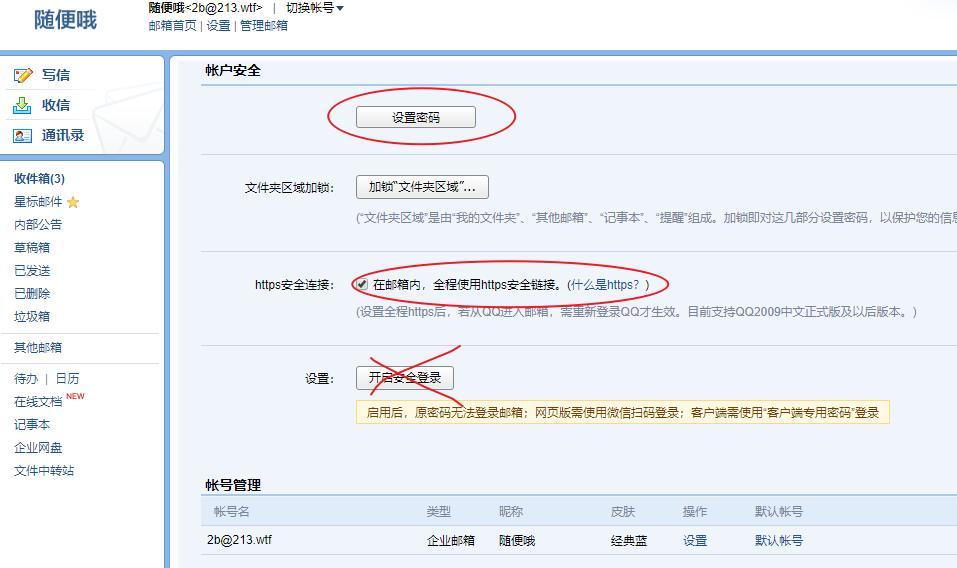 随便哦
随便哦<2b@213.wtf> | 切换帐号
邮箱首页 | 设置 | 管理邮箱
写信
收信
通讯录
收件箱(3)
星标邮件
内部公告
草稿箱
已发送
已删除
垃圾箱
其他邮箱
待办 | 日历
在线文档 NEW
记事本
企业网盘
文件中转站
帐户安全
设置密码
文件夹区域加锁: 加锁"文件夹区域"...
("文件夹区域"是由"我的文件夹"、"其他邮箱"、"记事本"、"提醒"组成。加锁即对这几部分设置密码，以保护您的信息
https安全连接: 在邮箱内，全程使用https安全链接。(什么是https? )
(设置全程https后，若从QQ进入邮箱，需重新登录QQ才生效。目前支持QQ2009中文正式版及以后版本。)
设置: 开启安全登录
启用后，原密码无法登录邮箱；网页版需使用微信扫码登录；客户端需使用"客户端专用密码"登录
帐号管理
帐号名 类型 昵称 皮肤 操作 默认帐号
2b@213.wtf 企业邮箱 随便哦 经典蓝 设置 默认帐号